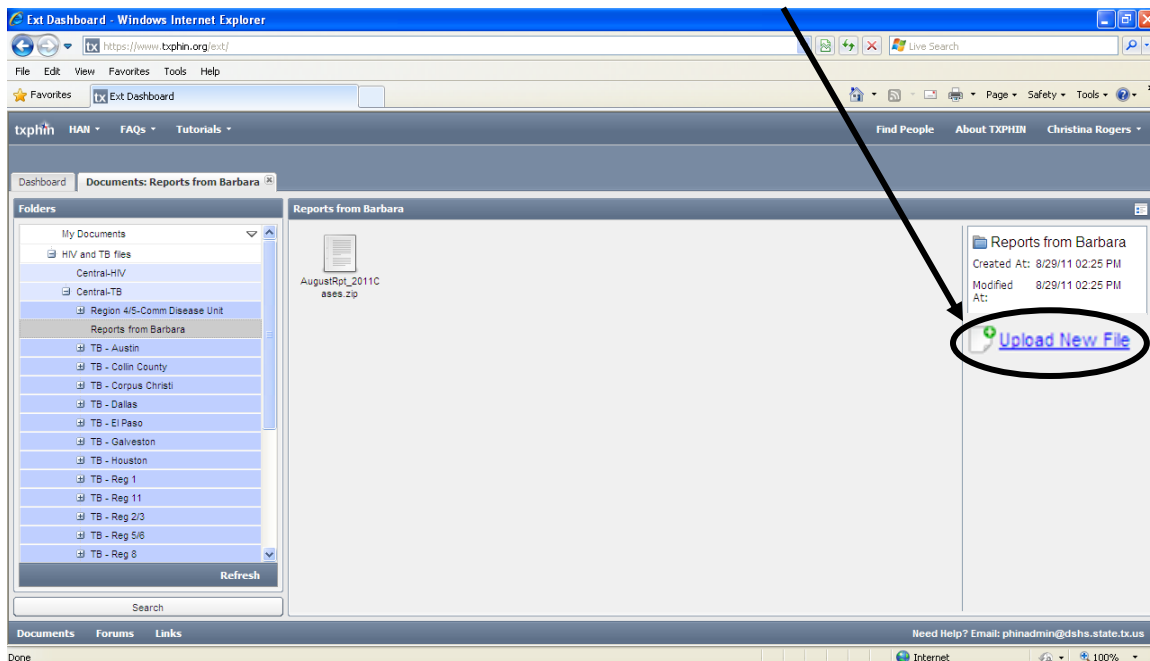 Ext Dashboard - Windows Internet Explorer
https://www.txphin.org/ext/
Live Search
File Edit View Favorites Tools Help
Favorites
tx Ext Dashboard
Page Safety Tools
txphin HAN FAQs Tutorials
Find People About TXPHIN Christina Rogers
Dashboard
Documents: Reports from Barbara
Folders
My Documents
HIV and TB files
Central-HIV
Central-TB
Region 4/5-Comm Disease Unit
Reports from Barbara
TB - Austin
TB - Collin County
TB - Corpus Christi
TB - Dallas
TB - El Paso
TB - Galveston
TB - Houston
TB - Reg 1
TB - Reg 11
TB - Reg 2/3
TB - Reg 5/6
TB - Reg 8
Refresh
Search
Reports from Barbara
AugustRpt_2011C
ases.zip
Reports from Barbara
Created At: 8/29/11 02:25 PM
Modified At: 8/29/11 02:25 PM
Upload New File
Documents Forums Links
Need Help? Email: phinadmin@dshs.state.tx.us
Done
Internet
100%